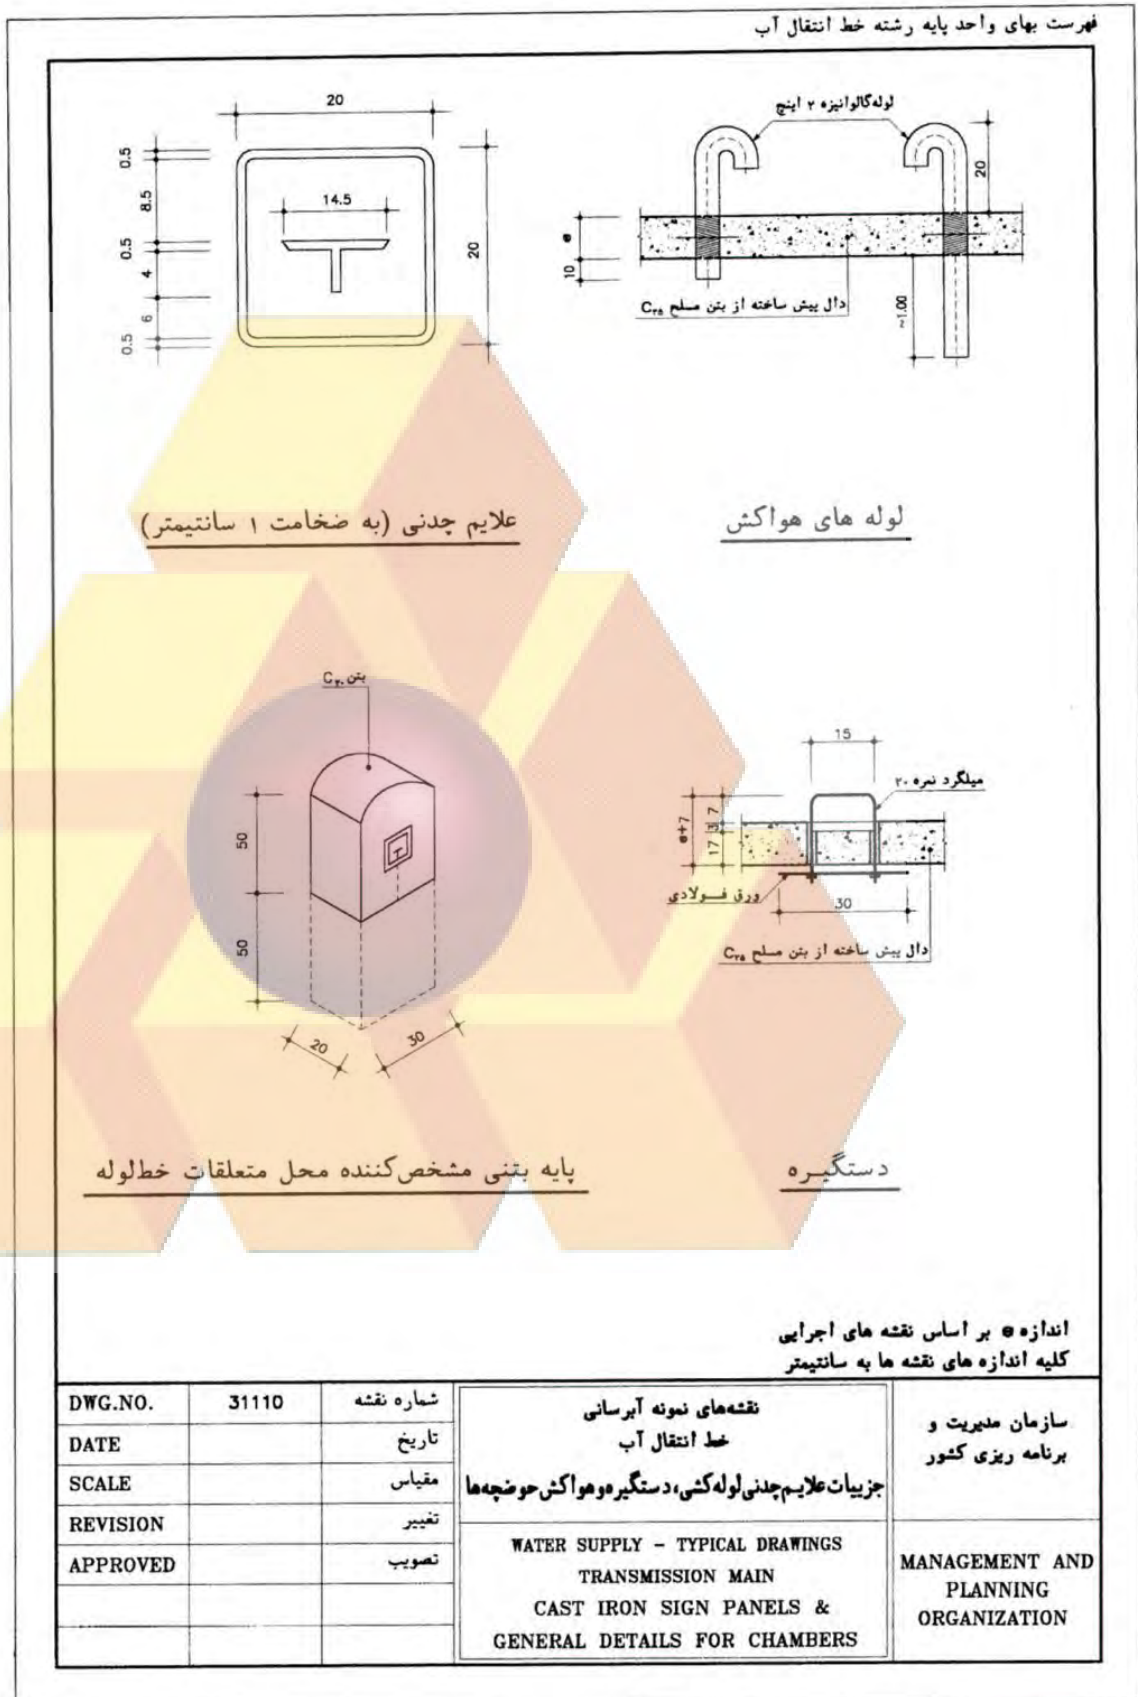 فهرست بهای واحد پایه رشته خط انتقال آب
لوله گالوانیزه ۲ اینچ
20
e
10
~1.00
دال پیش ساخته از بتن مسلح C۲۵
لوله های هواکش
20
20
14.5
0.5
8.5
0.5
4
6
0.5
علایم چدنی (به ضخامت ۱ سانتیمتر)
15
میلگرد نمره ۲۰
e+7
7
3
17
ورق فولادی
30
دال پیش ساخته از بتن مسلح C۲۵
دستگیره
بتن C۲۰
50
50
20
30
پایه بتنی مشخص‌کننده محل متعلقات خط‌لوله
اندازه e بر اساس نقشه های اجرایی
کلیه اندازه های نقشه ها به سانتیمتر
سازمان مدیریت و
برنامه ریزی کشور
MANAGEMENT AND
PLANNING
ORGANIZATION
نقشه‌های نمونه آبرسانی
خط انتقال آب
جزییات علایم چدنی لوله‌کشی، دستگیره و هواکش حوضچه‌ها
WATER SUPPLY – TYPICAL DRAWINGS
TRANSMISSION MAIN
CAST IRON SIGN PANELS &
GENERAL DETAILS FOR CHAMBERS
DWG.NO. 31110 شماره نقشه
DATE تاریخ
SCALE مقیاس
REVISION تغییر
APPROVED تصویب